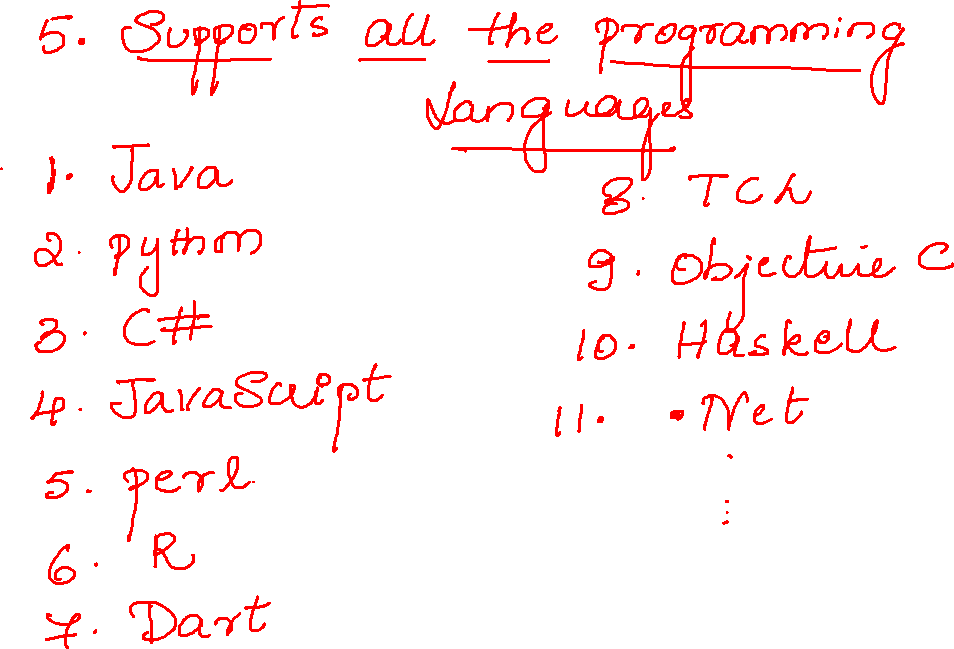 5. Supports all the programming
languages
1. Java
2. python
3. C#
4. JavaScript
5. perl
6. R
7. Dart
8. TCL
9. Objective C
10. Haskell
11. .Net